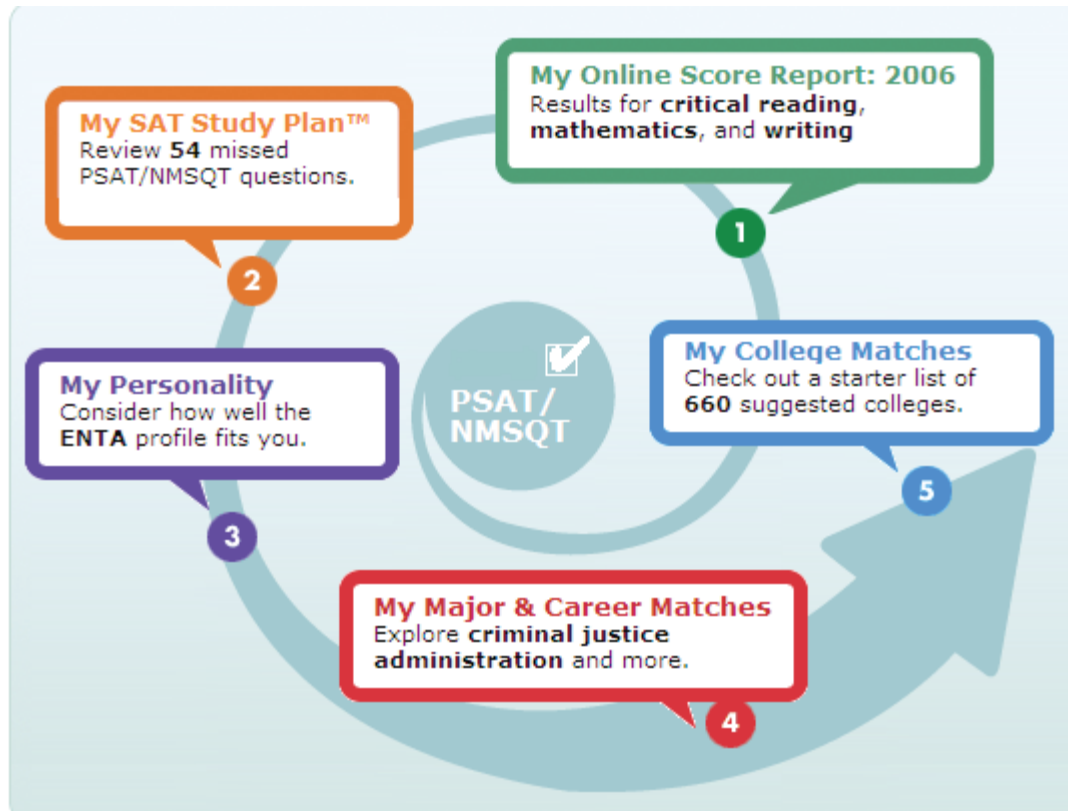 My Online Score Report: 2006
Results for critical reading,
mathematics, and writing
1
My SAT Study Plan™
Review 54 missed
PSAT/NMSQT questions.
2
My Personality
Consider how well the
ENTA profile fits you.
3
PSAT/
NMSQT
My Major & Career Matches
Explore criminal justice
administration and more.
4
My College Matches
Check out a starter list of
660 suggested colleges.
5